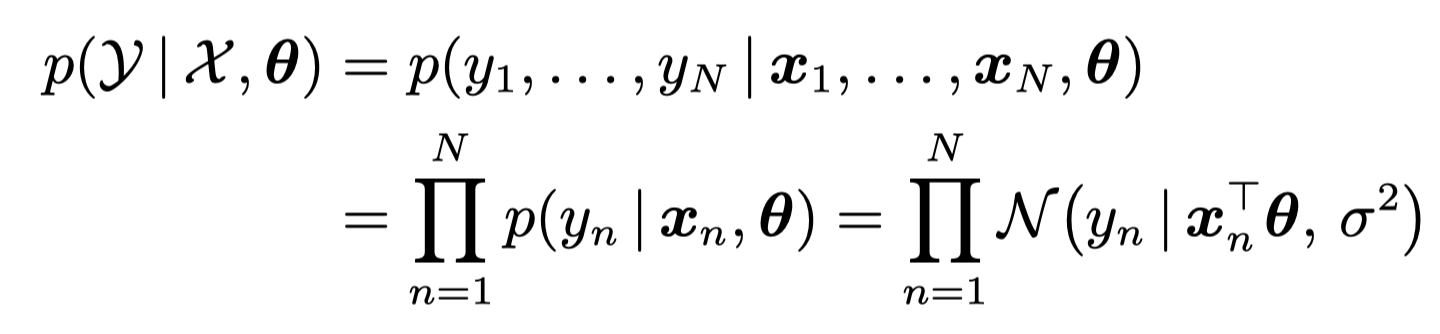 p(𝒴 | 𝒳, 𝜽) = p(y₁, . . . , y_N | 𝒙₁, . . . , 𝒙_N, 𝜽)
= ∏_{n=1}^{N} p(y_n | 𝒙_n, 𝜽) = ∏_{n=1}^{N} 𝒩(y_n | 𝒙_n^⊤ 𝜽, σ²)